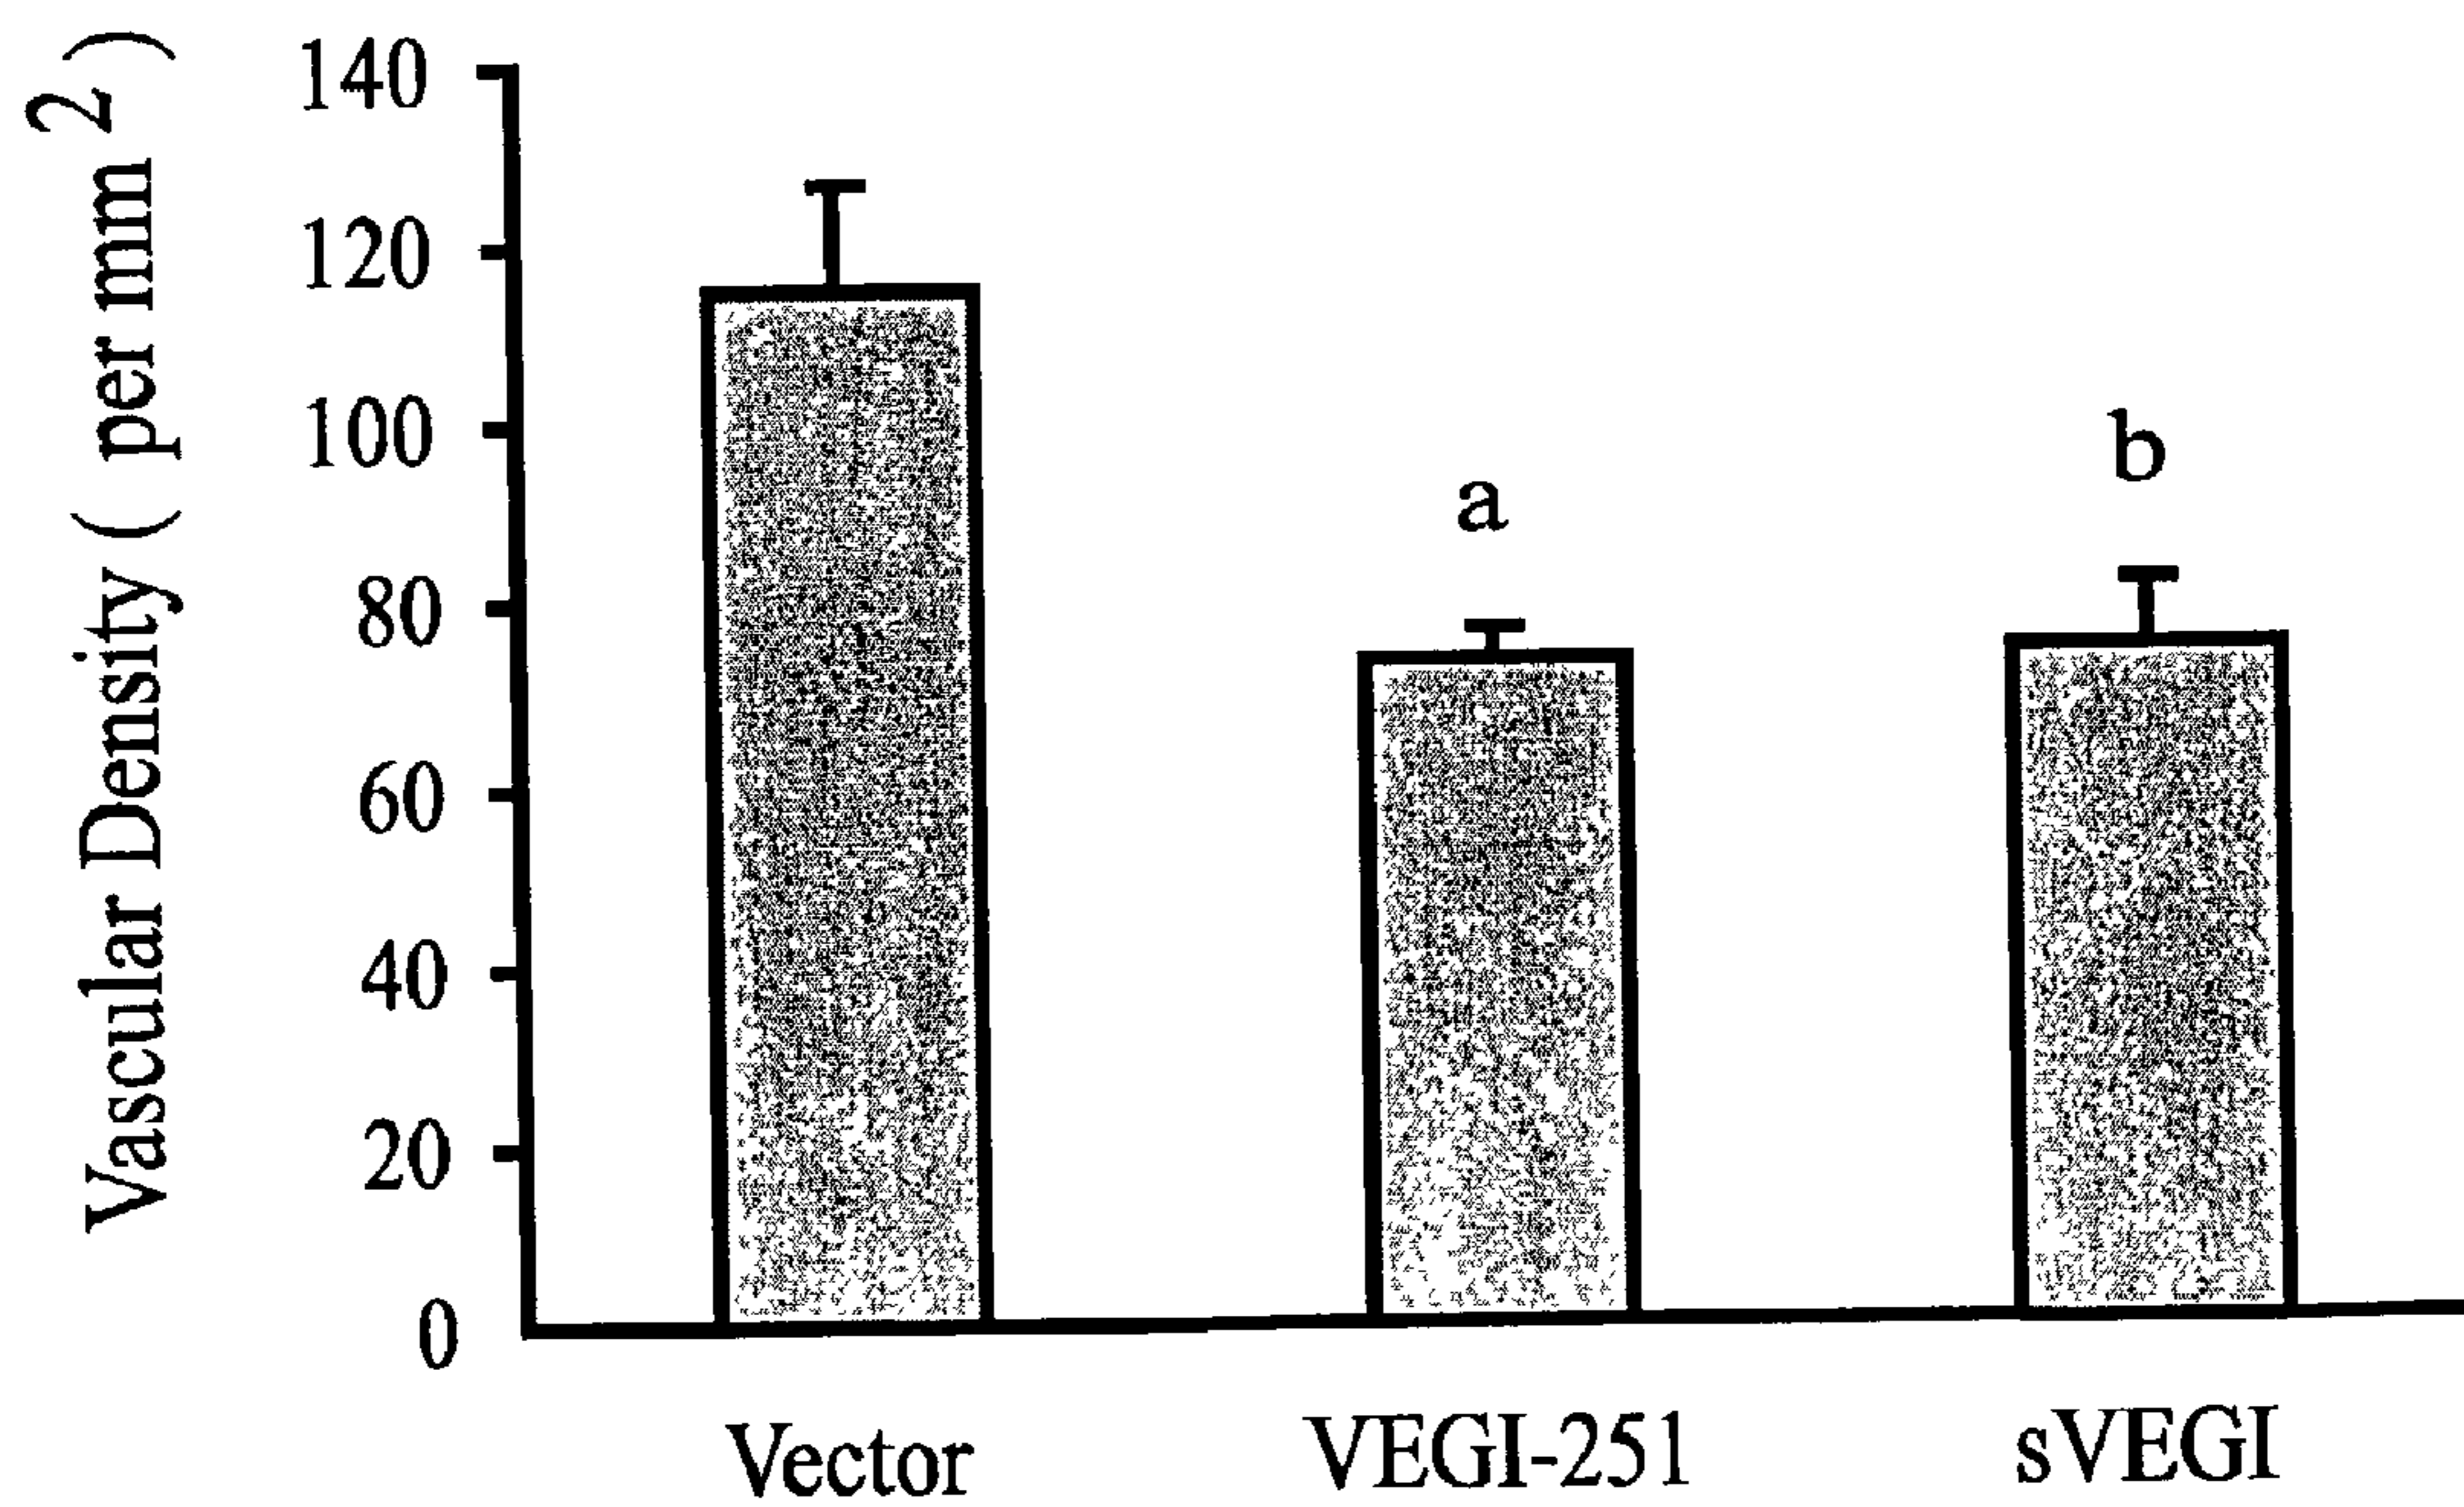 Vascular Density ( per mm 2 )
140
120
100
80
60
40
20
0
a
b
Vector VEGI-251 sVEGI